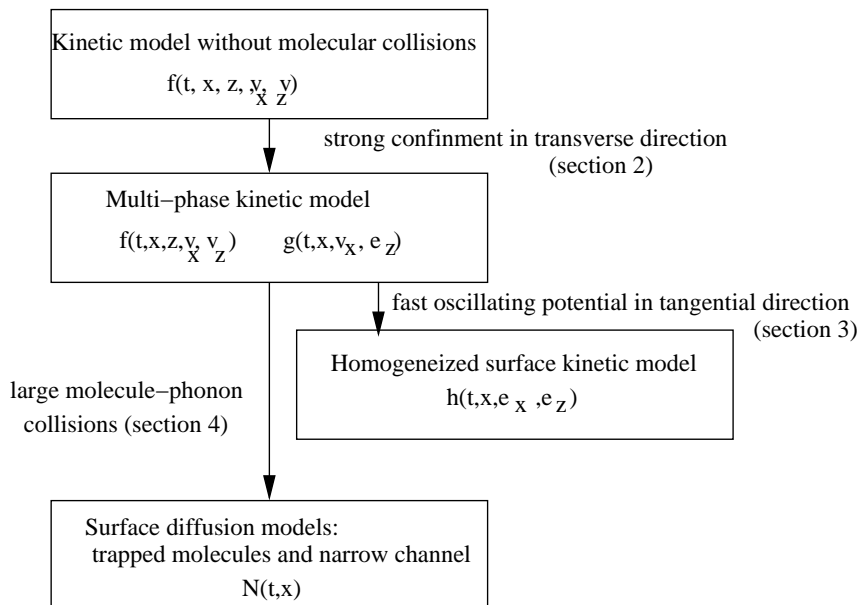 Kinetic model without molecular collisions
f(t, x, z, v_x, v_z)
strong confinment in transverse direction
(section 2)
Multi−phase kinetic model
f(t,x,z,v_x, v_z) g(t,x,v_x, e_z)
fast oscillating potential in tangential direction
(section 3)
Homogeneized surface kinetic model
h(t,x,e_x ,e_z)
large molecule−phonon
collisions (section 4)
Surface diffusion models:
trapped molecules and narrow channel
N(t,x)